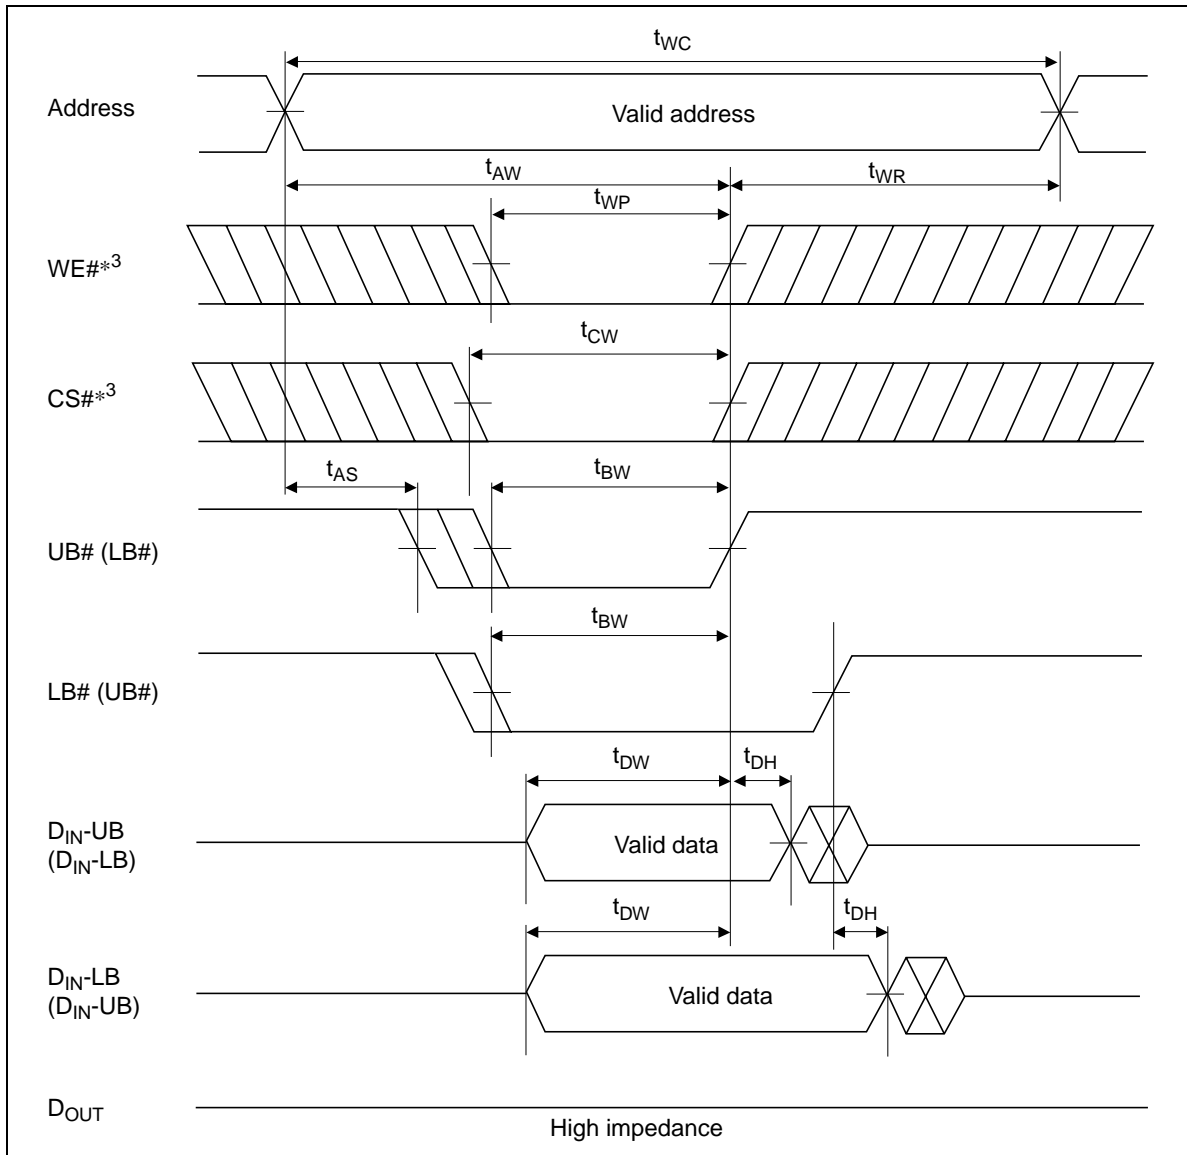 tWC
Address
Valid address
tAW
tWR
tWP
WE#*3
tCW
CS#*3
tAS
tBW
UB# (LB#)
tBW
LB# (UB#)
tDW
tDH
DIN-UB
(DIN-LB)
Valid data
tDW
tDH
DIN-LB
(DIN-UB)
Valid data
DOUT
High impedance